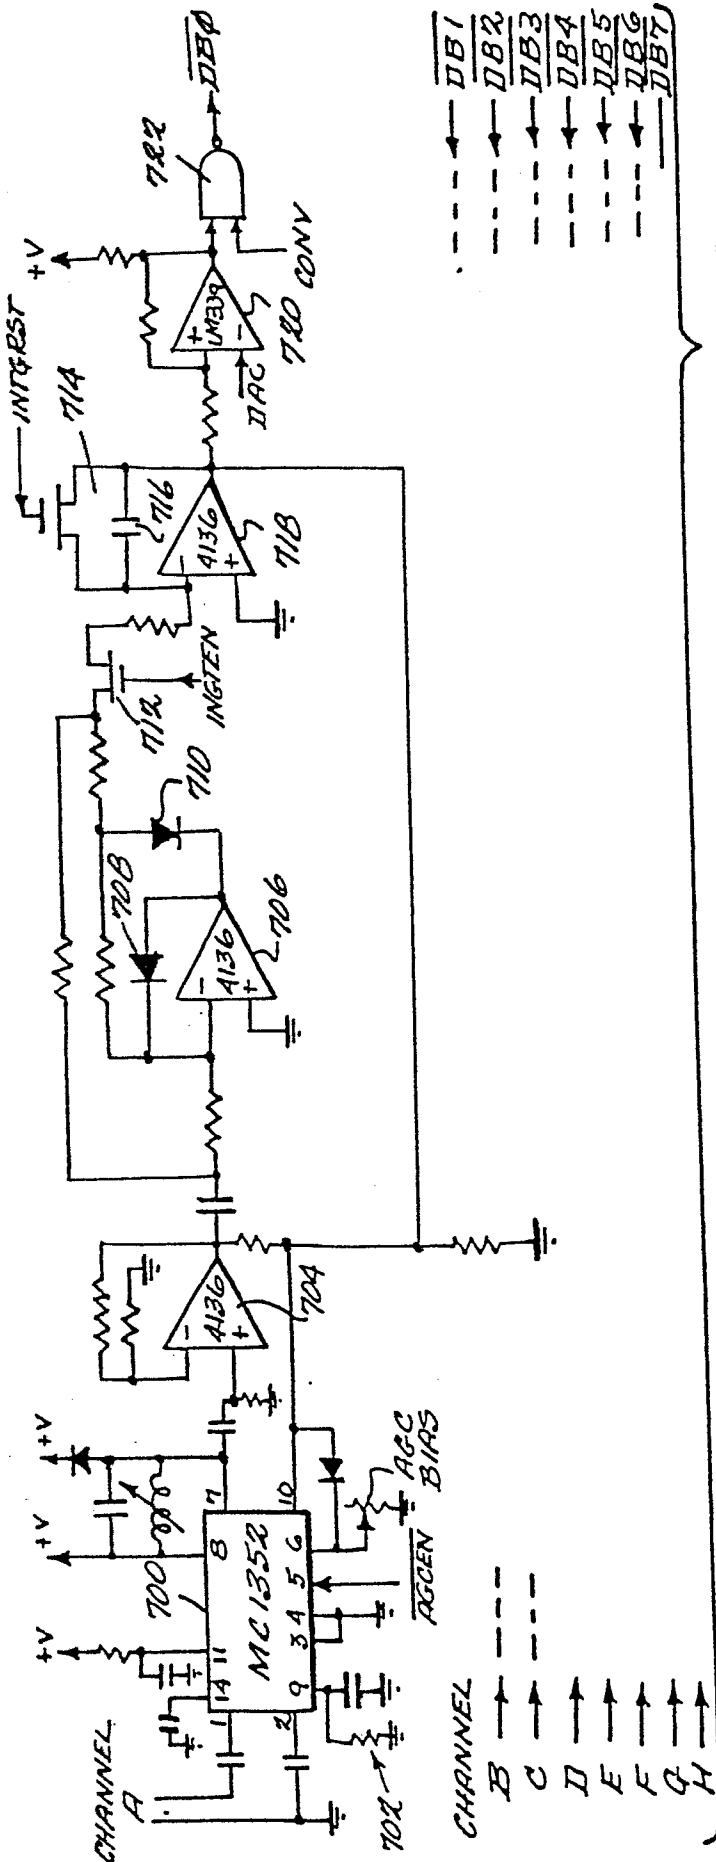 CHANNEL
A
702
700
MC1352
1
2
14
11
8
7
9
3
4
5
6
10
+V
+V
+V
AGCEN
AGC
BIAS
4136
-
+
704
4136
-
+
706
708
710
712
INGTEN
INTGRST
714
716
4136
-
+
718
+V
LM339
+
-
720
DAC
CONV
722
DBØ
CHANNEL
B
C
D
E
F
G
H
DB1
DB2
DB3
DB4
DB5
DB6
DB7